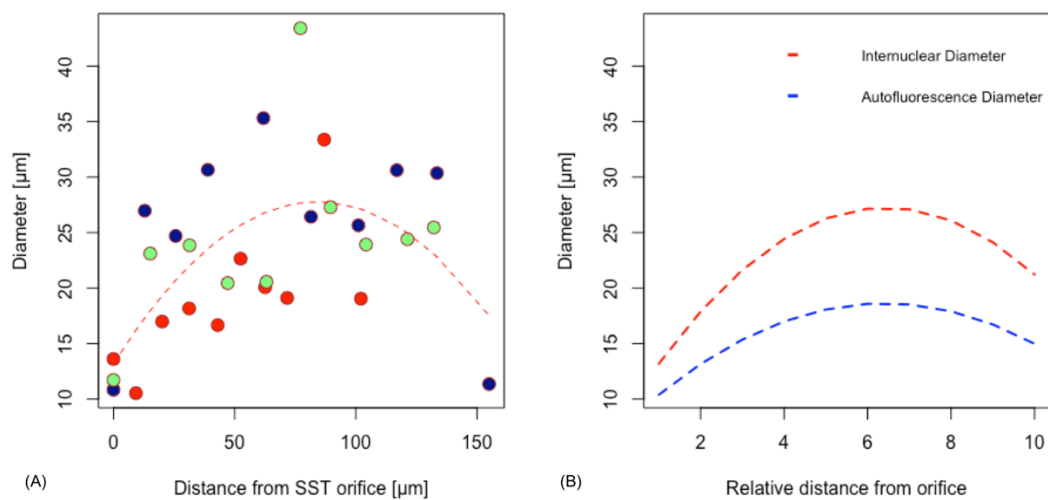 40
35
30
25
20
15
10
Diameter [µm]
0
50
100
150
(A)
Distance from SST orifice [µm]
Internuclear Diameter
Autofluorescence Diameter
40
35
30
25
20
15
10
Diameter [µm]
2
4
6
8
10
(B)
Relative distance from orifice